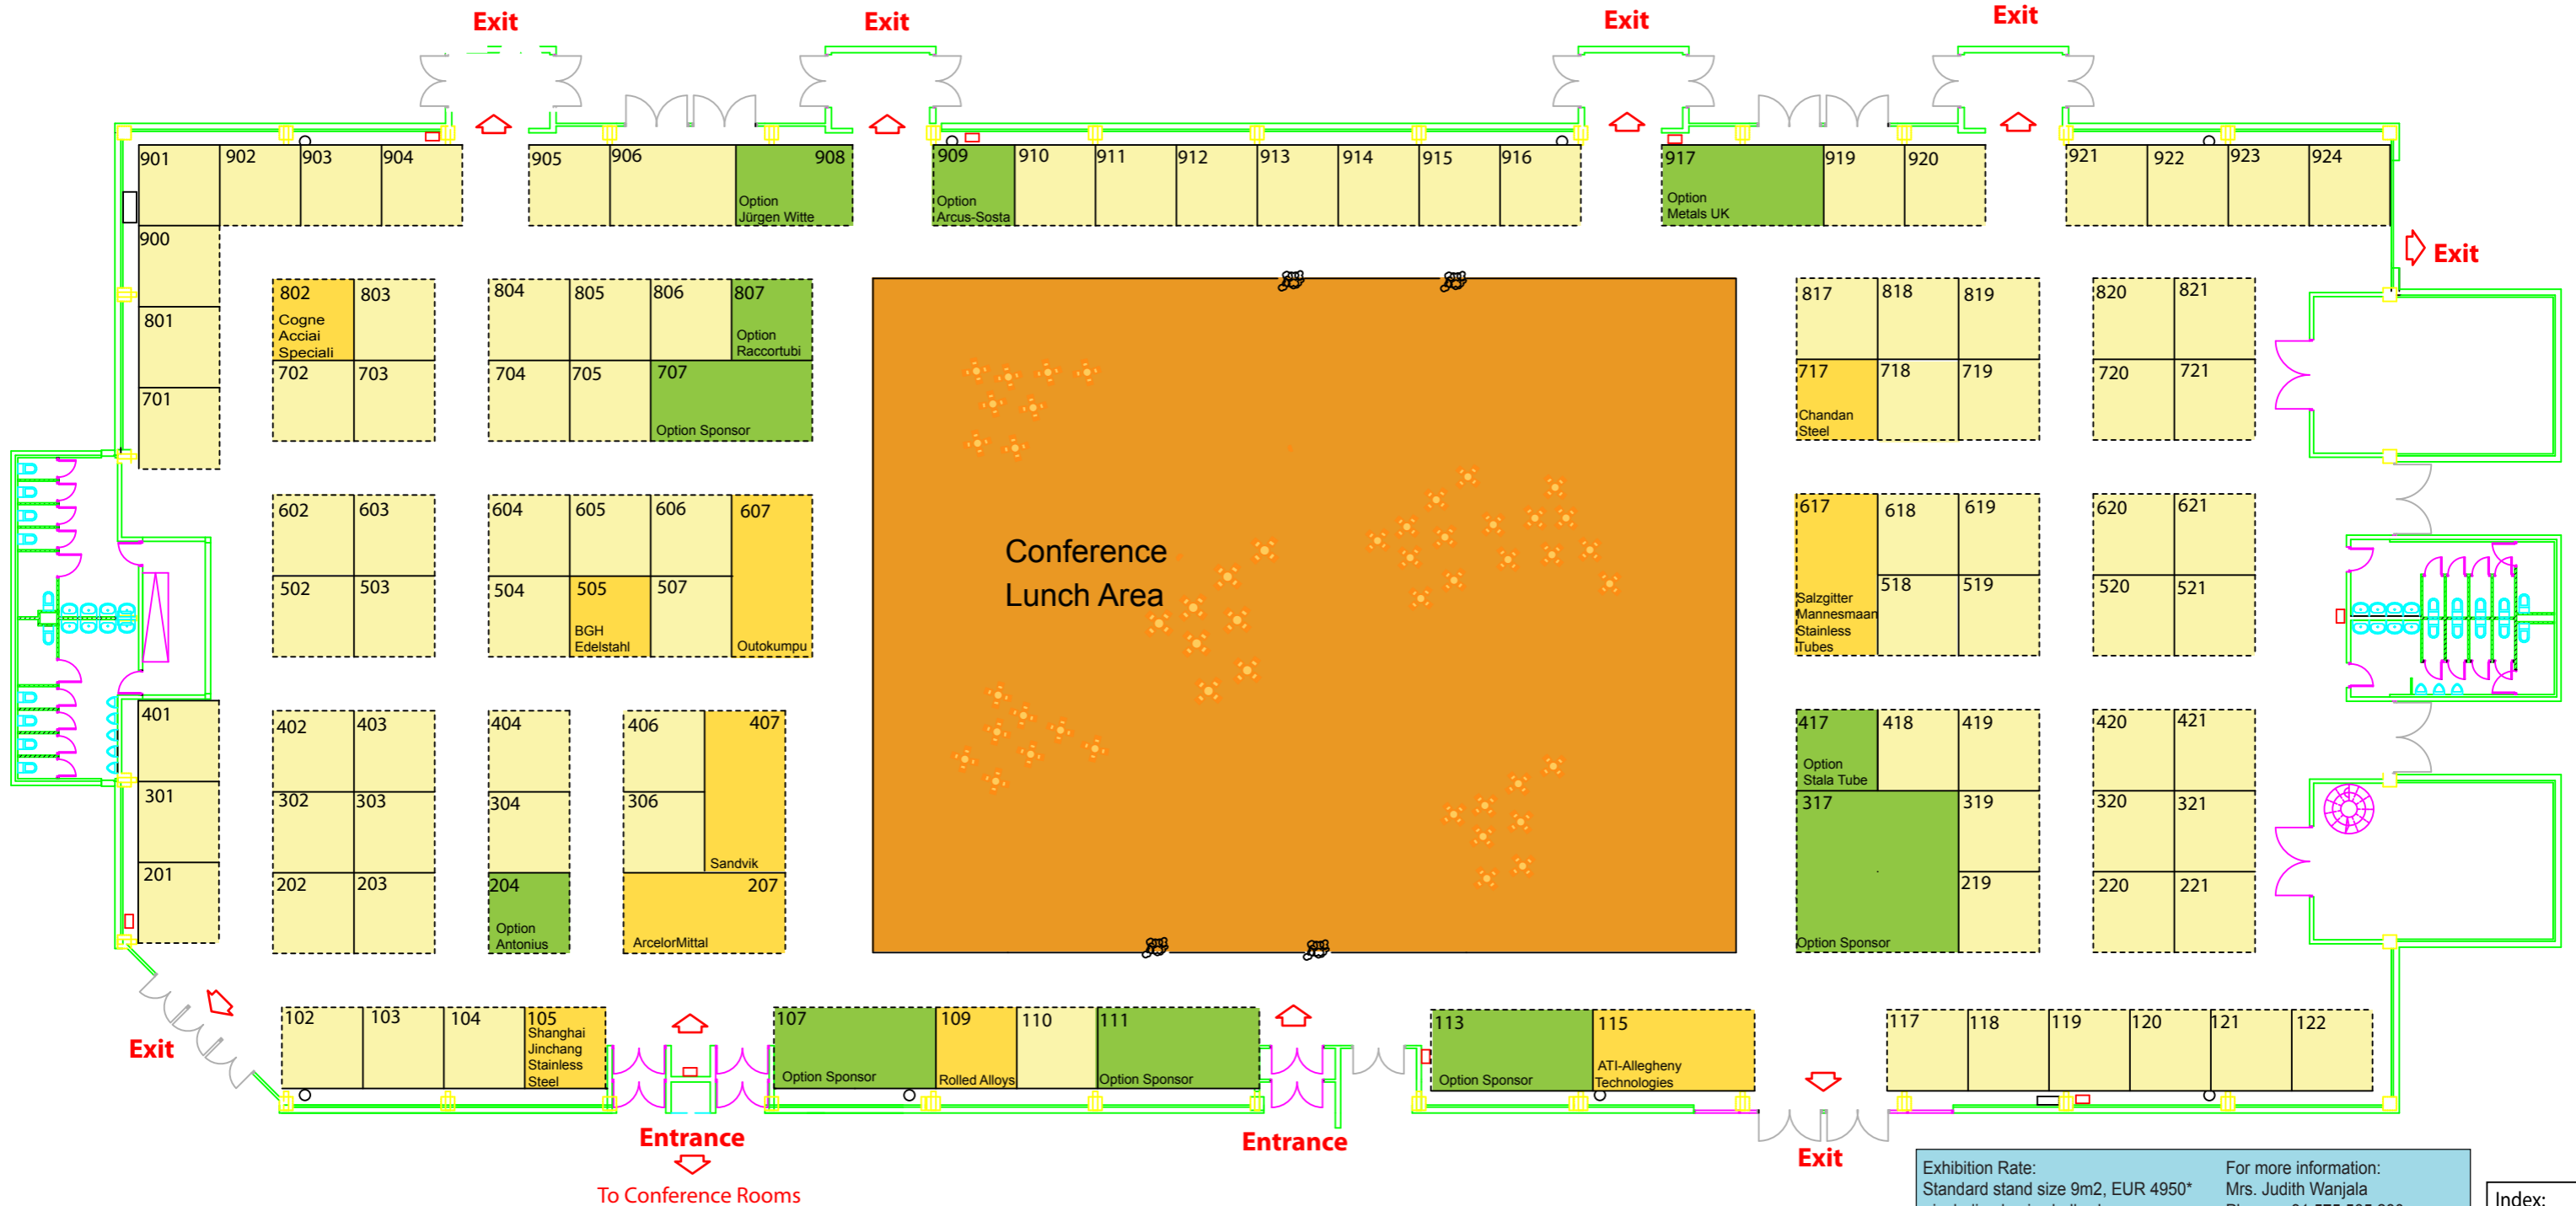 Exit
Exit
Exit
Exit
901
902
903
904
905
906
908
Option
Jürgen Witte
909
Option
Arcus-Sosta
910
911
912
913
914
915
916
917
Option
Metals UK
919
920
921
922
923
924
900
Exit
801
701
802
Cogne
Acciai
Speciali
803
702
703
804
805
806
807
Option
Raccortubi
704
705
707
Option Sponsor
817
818
819
717
Chandan
Steel
718
719
820
821
720
721
602
603
502
503
604
605
606
607
Outokumpu
504
505
BGH
Edelstahl
507
Conference
Lunch Area
617
Salzgitter
Mannesmaan
Stainless
Tubes
618
619
518
519
620
621
520
521
401
301
201
402
403
302
303
202
203
404
304
204
Option
Antonius
406
407
Sandvik
306
207
ArcelorMittal
417
Option
Stala Tube
418
419
317
Option Sponsor
319
219
420
421
320
321
220
221
Exit
102
103
104
105
Shanghai
Jinchang
Stainless
Steel
107
Option Sponsor
109
Rolled Alloys
110
111
Option Sponsor
113
Option Sponsor
115
ATI-Allegheny
Technologies
117
118
119
120
121
122
Entrance
To Conference Rooms
Entrance
Exit
Exhibition Rate:
Standard stand size 9m2, EUR 4950*
For more information:
Mrs. Judith Wanjala
Index: